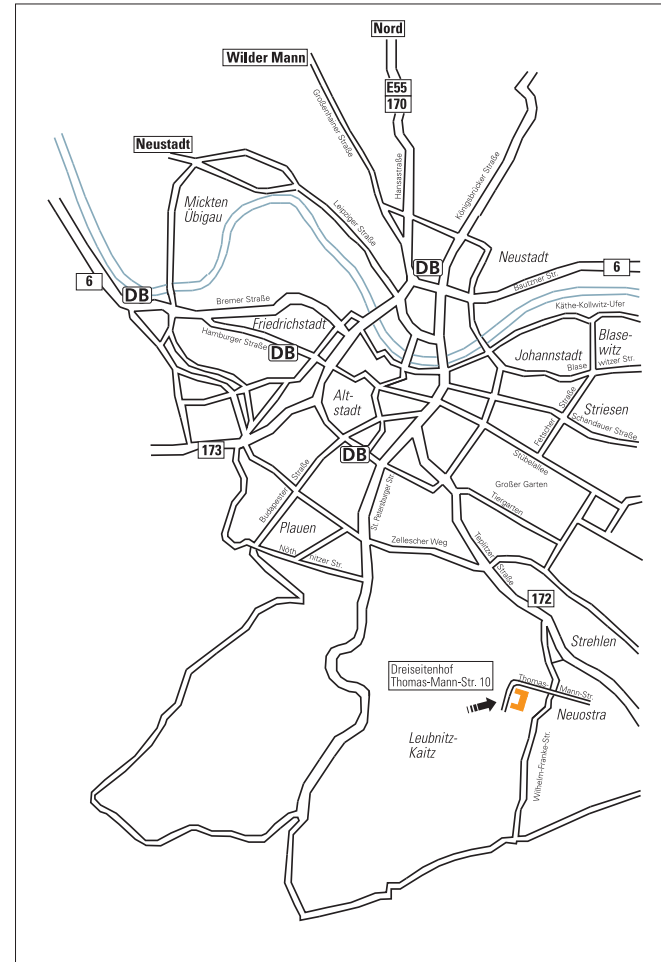 Nord
Wilder Mann
E55
170
Großenhainer Straße
Hansastraße
Königsbrücker Straße
Neustadt
Mickten
Übigau
Leipziger Straße
Neustadt
6
DB
DB
Bautzner Str.
6
Bremer Straße
Käthe-Kollwitz-Ufer
Friedrichstadt
Hamburger Straße
DB
Johannstadt
Blase-
witz
Blase
witzer Str.
Alt-
stadt
Fetscher
Straße
Striesen
Schandauer Straße
173
DB
Stübelallee
Budapester
Straße
St. Petersburger Str.
Großer Garten
Tiergarten
Plauen
Nöth
nitzer Str.
Zellescher Weg
Teplitzer
Straße
172
Strehlen
Dreiseitenhof
Thomas-Mann-Str. 10
Thomas-
Mann-Str.
Neuostra
Leubnitz-
Kaitz
Wilhelm-Franke-Str.